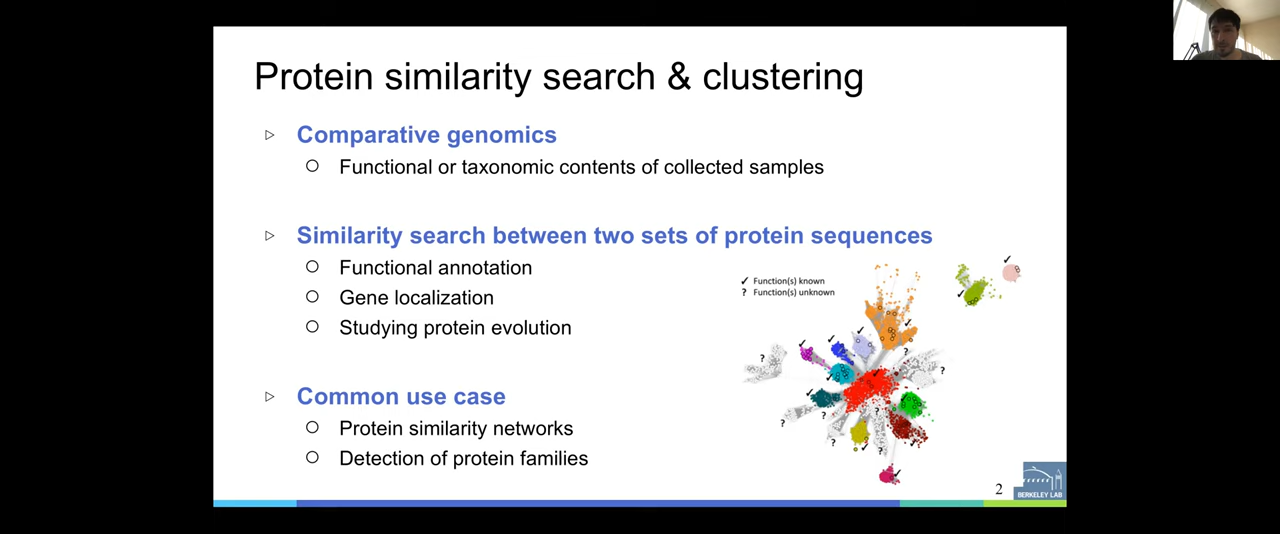 Protein similarity search & clustering
Comparative genomics
Functional or taxonomic contents of collected samples
Similarity search between two sets of protein sequences
Functional annotation
Gene localization
Studying protein evolution
✓ Function(s) known
? Function(s) unknown
Common use case
Protein similarity networks
Detection of protein families
2
BERKELEY LAB